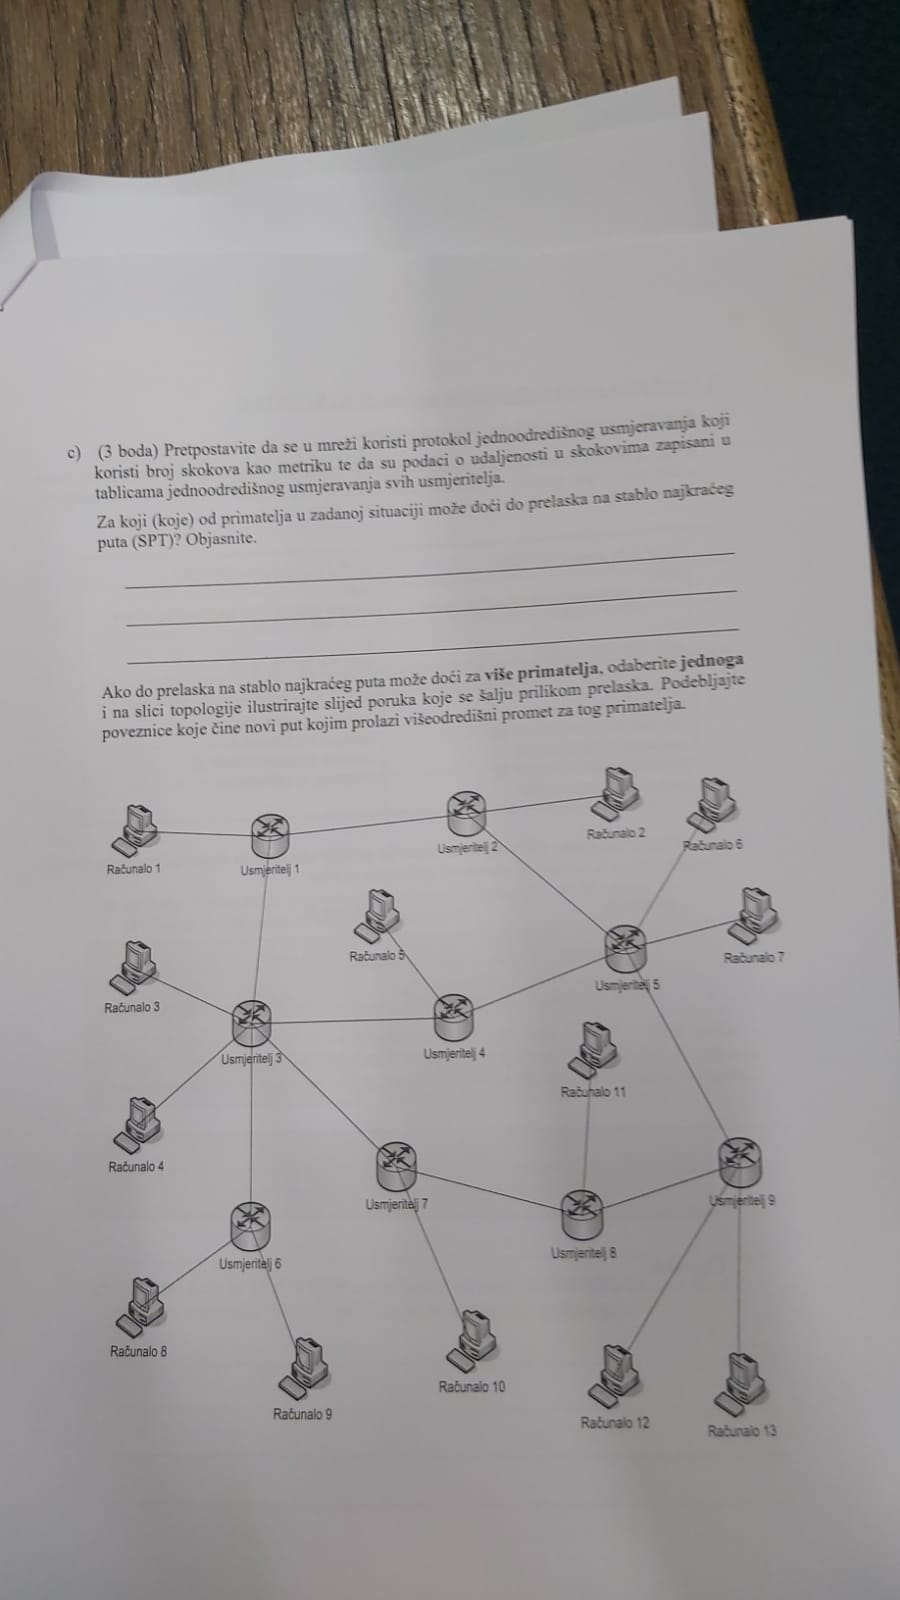 c) (3 boda) Pretpostavite da se u mreži koristi protokol jednoodredišnog usmjeravanja koji
koristi broj skokova kao metriku te da su podaci o udaljenosti u skokovima zapisani u
tablicama jednoodredišnog usmjeravanja svih usmjeritelja.
Za koji (koje) od primatelja u zadanoj situaciji može doći do prelaska na stablo najkraćeg
puta (SPT)? Objasnite.
Ako do prelaska na stablo najkraćeg puta može doći za više primatelja, odaberite jednoga
i na slici topologije ilustrirajte slijed poruka koje se šalju prilikom prelaska. Podebljajte
poveznice koje čine novi put kojim prolazi višeodredišni promet za tog primatelja.
Računalo 1
Usmjeritelj 1
Usmjeritelj 2
Računalo 2
Računalo 6
Računalo 5
Računalo 7
Računalo 3
Usmjeritelj 5
Usmjeritelj 3
Usmjeritelj 4
Računalo 11
Računalo 4
Usmjeritelj 7
Usmjeritelj 9
Usmjeritelj 6
Usmjeritelj 8
Računalo 8
Računalo 9
Računalo 10
Računalo 12
Računalo 13